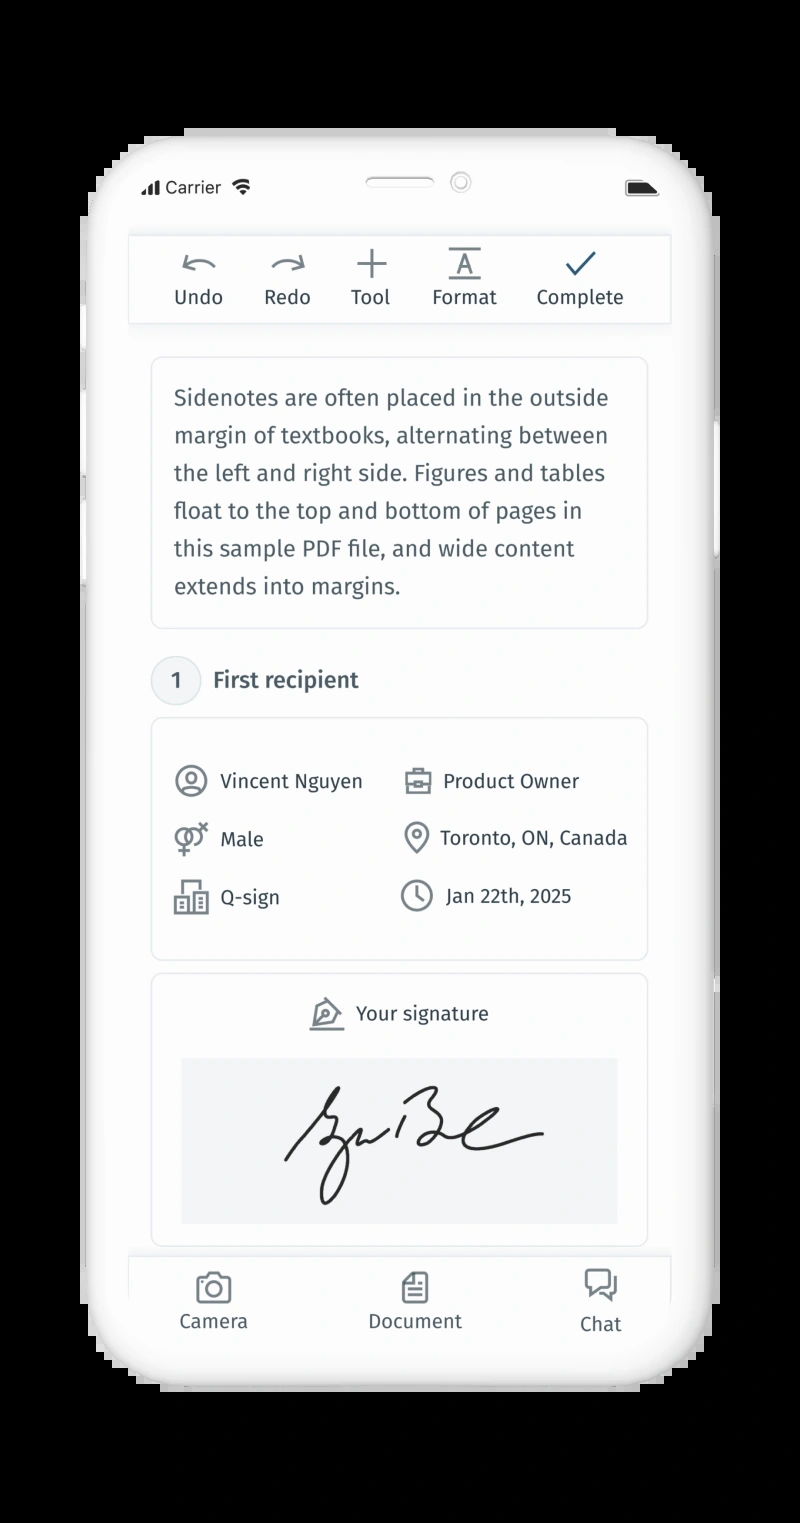 Carrier
Undo Redo Tool Format Complete
Sidenotes are often placed in the outside
margin of textbooks, alternating between
the left and right side. Figures and tables
float to the top and bottom of pages in
this sample PDF file, and wide content
extends into margins.
1 First recipient
Vincent Nguyen Product Owner
Male Toronto, ON, Canada
Q-sign Jan 22th, 2025
Your signature
Camera Document Chat